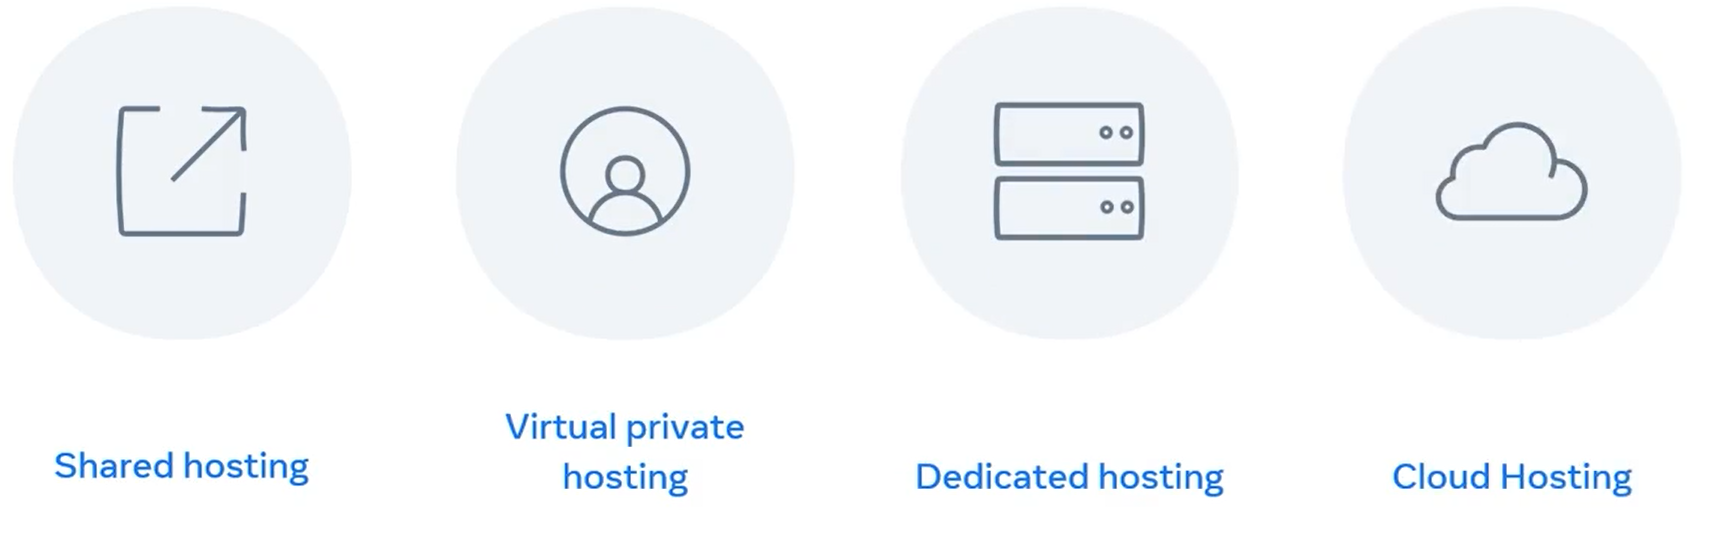 Shared hosting
Virtual private
hosting
Dedicated hosting
Cloud Hosting